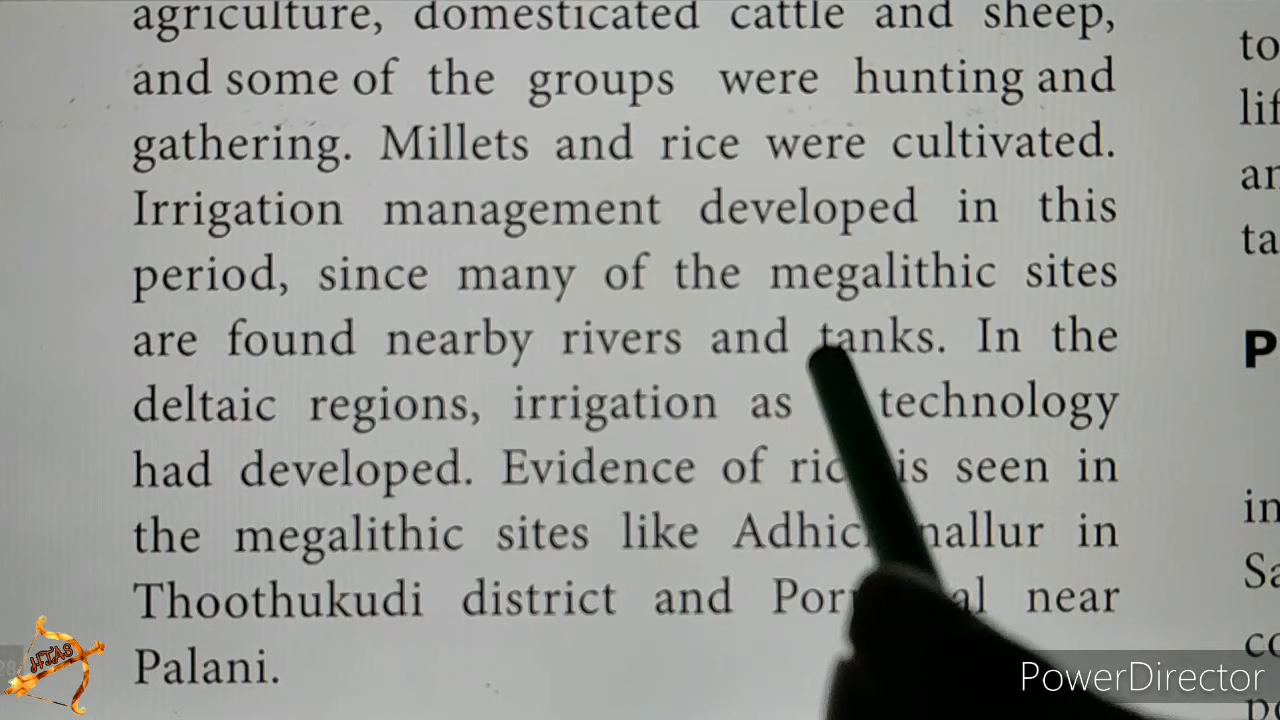 agriculture, domesticated cattle and sheep,
and some of the groups were hunting and
gathering. Millets and rice were cultivated.
Irrigation management developed in this
period, since many of the megalithic sites
are found nearby rivers and tanks. In the
deltaic regions, irrigation as technology
had developed. Evidence of is seen in
the megalithic sites like in
Thoothukudi district and near
Palani.
to
P
in
HTAS
PowerDirector